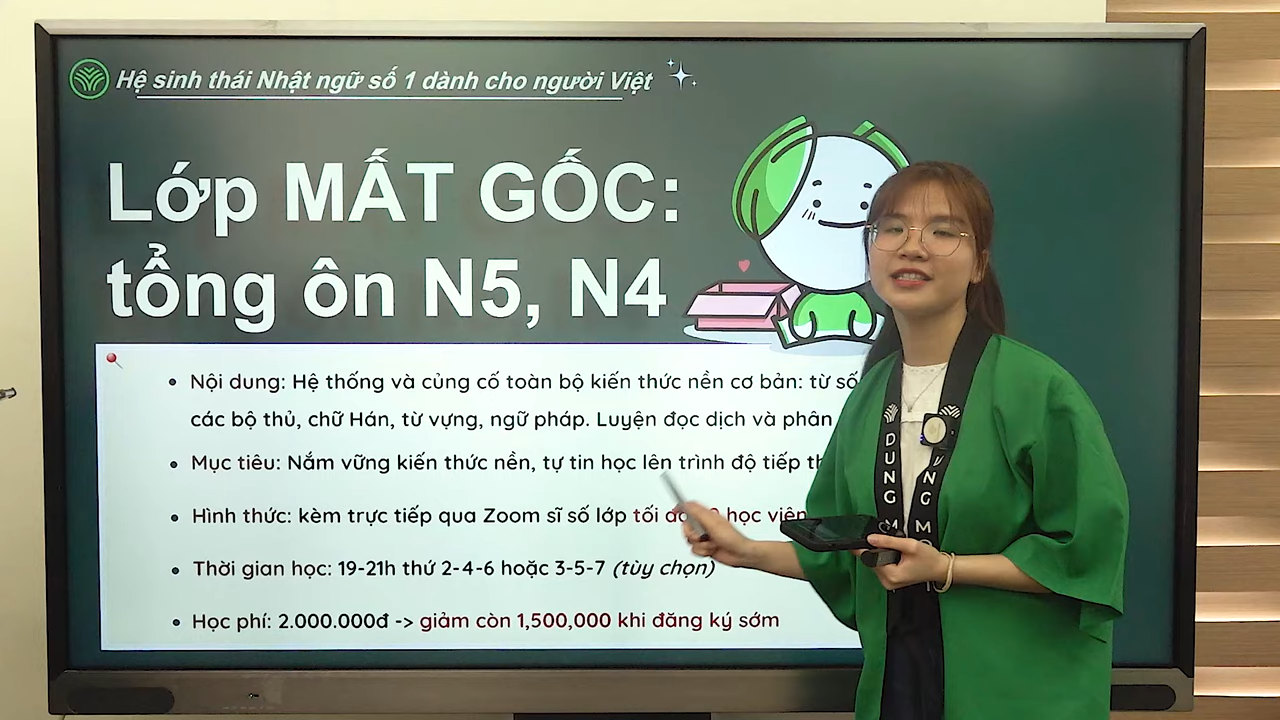 Hệ sinh thái Nhật ngữ số 1 dành cho người Việt
Lớp MẤT GỐC:
tổng ôn N5, N4
Nội dung: Hệ thống và củng cố toàn bộ kiến thức nền cơ bản: từ số
các bộ thủ, chữ Hán, từ vựng, ngữ pháp. Luyện đọc dịch và phân
Mục tiêu: Nắm vững kiến thức nền, tự tin học lên trình độ tiếp
Hình thức: kèm trực tiếp qua Zoom sĩ số lớp tối học viên
Thời gian học: 19-21h thứ 2-4-6 hoặc 3-5-7 (tùy chọn)
Học phí: 2.000.000đ -> giảm còn 1,500,000 khi đăng ký sớm
DUNG